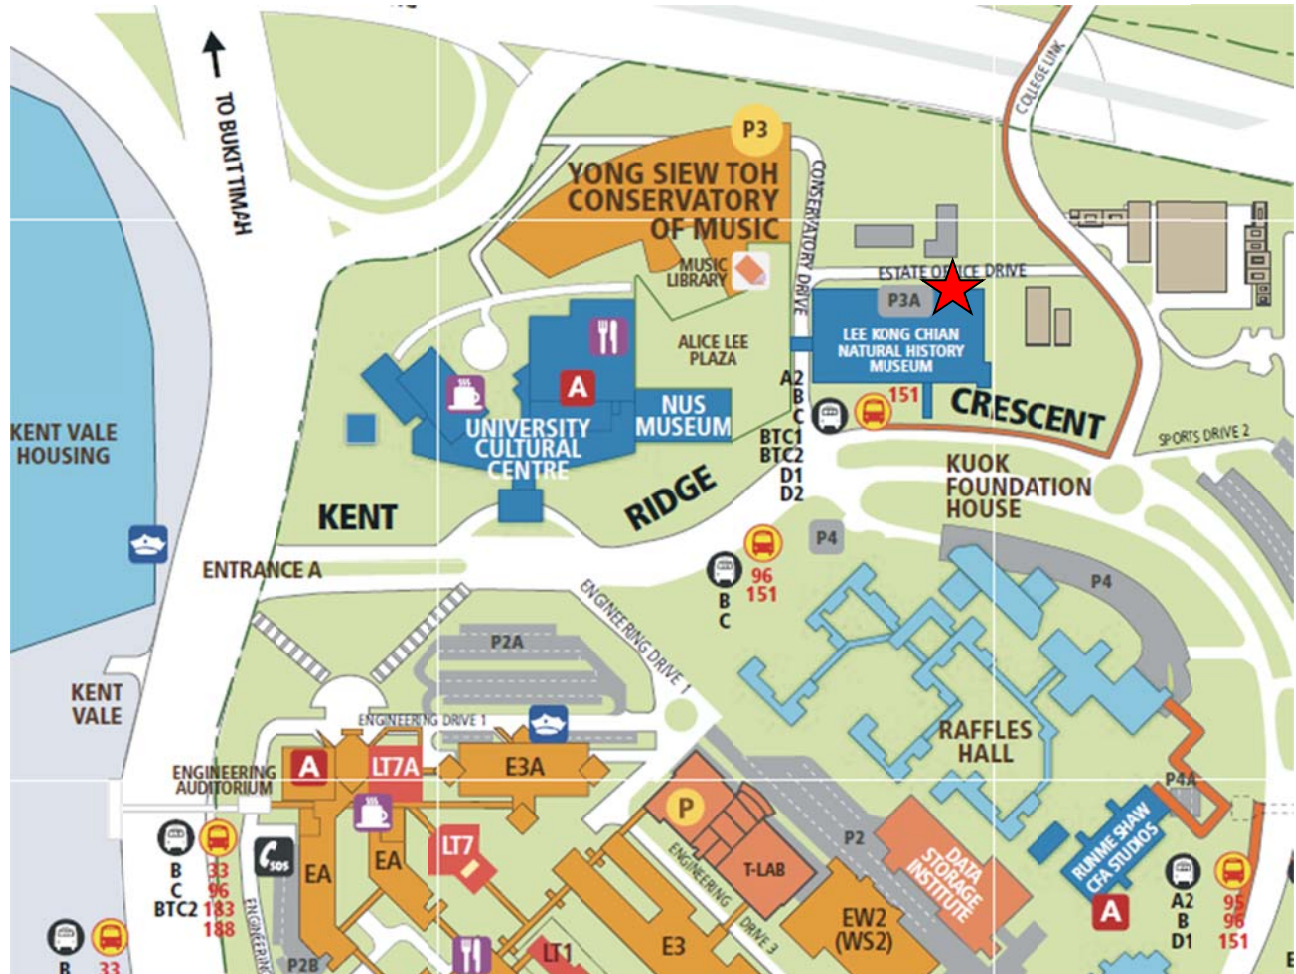 COLLEGE LINK
TO BUKIT TIMAH
P3
YONG SIEW TOH
CONSERVATORY
OF MUSIC
CONSERVATORY DRIVE
MUSIC
LIBRARY
ESTATE OFFICE DRIVE
P3A
LEE KONG CHIAN
NATURAL HISTORY
MUSEUM
ALICE LEE
PLAZA
A
NUS
MUSEUM
UNIVERSITY
CULTURAL
CENTRE
A2
B
C
BTC1
BTC2
D1
D2
151
KENT
RIDGE
CRESCENT
SPORTS DRIVE 2
KENT VALE
HOUSING
KUOK
FOUNDATION
HOUSE
ENTRANCE A
P4
96
151
B
C
P4
ENGINEERING DRIVE 1
P2A
KENT
VALE
ENGINEERING DRIVE 1
RAFFLES
HALL
ENGINEERING
AUDITORIUM
A
LT7A
E3A
P4A
P
P2
T-LAB
DATA
STORAGE
INSTITUTE
RUNME SHAW
CFA STUDIOS
A
B 33
C 96
BTC2 183
188
SOS
EA
EA
LT7
ENGINEERING DRIVE 3
EW2
(WS2)
A2 95
B 96
D1 151
ENGINEERING
P2B
LT1
E3
B 33